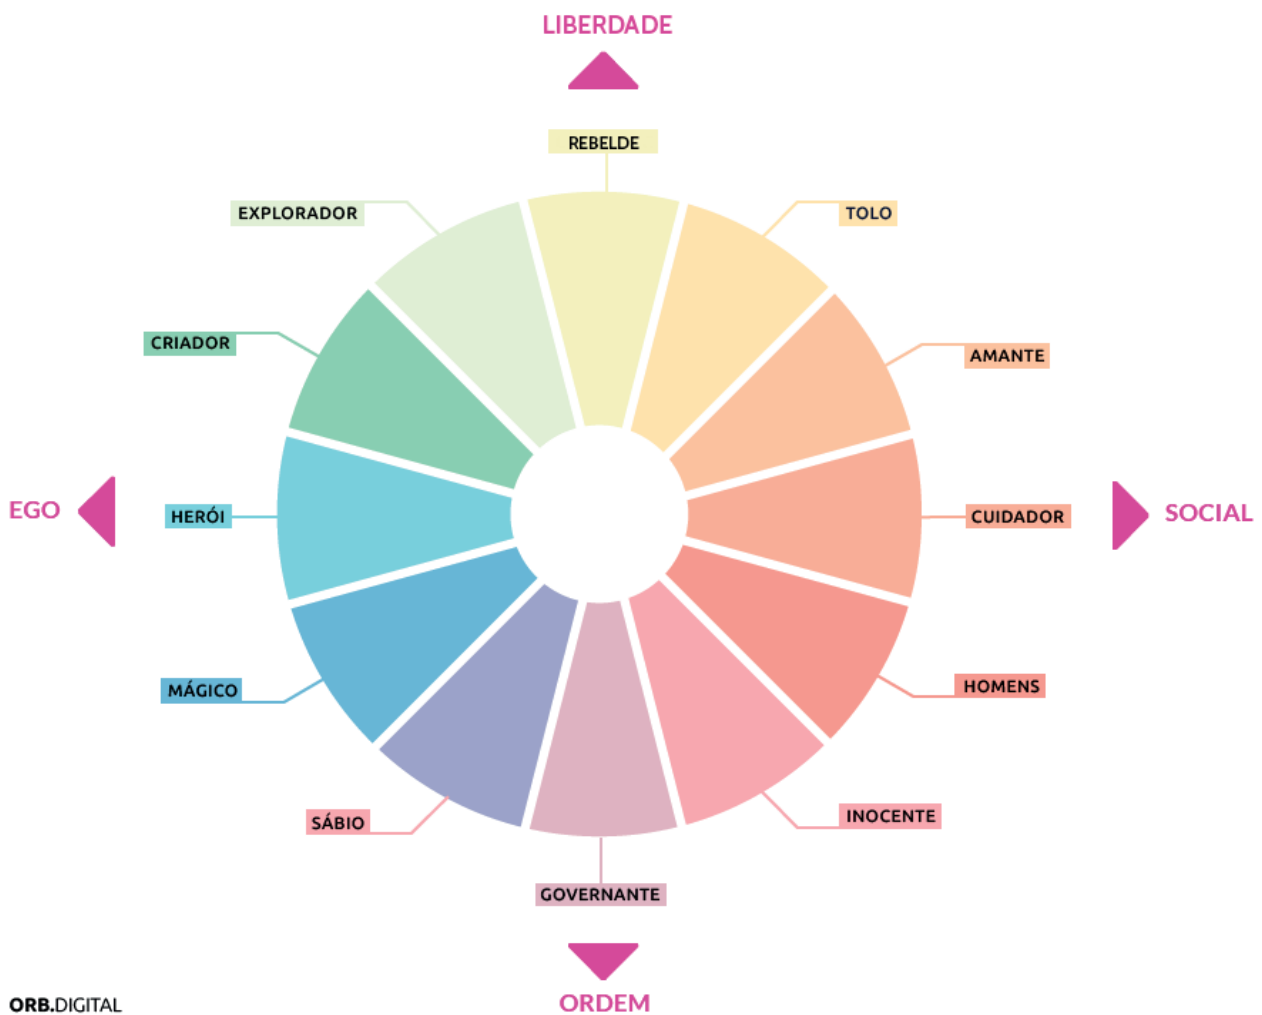 LIBERDADE
REBELDE
EXPLORADOR
TOLO
CRIADOR
AMANTE
EGO
HERÓI
CUIDADOR
SOCIAL
MÁGICO
HOMENS
SÁBIO
INOCENTE
GOVERNANTE
ORDEM
ORB.DIGITAL